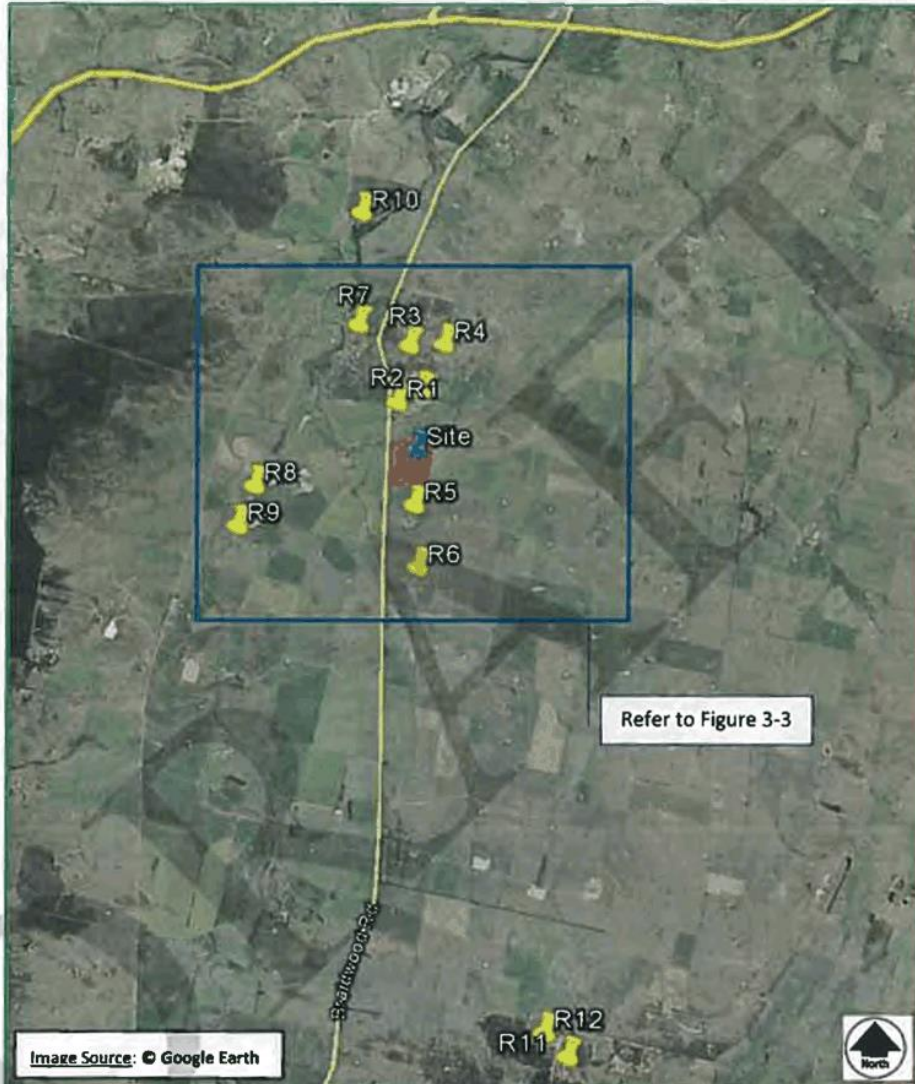 R10
R7
R3
R4
R2
R1
Site
R8
R5
R9
R6
Refer to Figure 3-3
Braidwood Rd
R12
R11
Image Source: © Google Earth
North
DRAFT